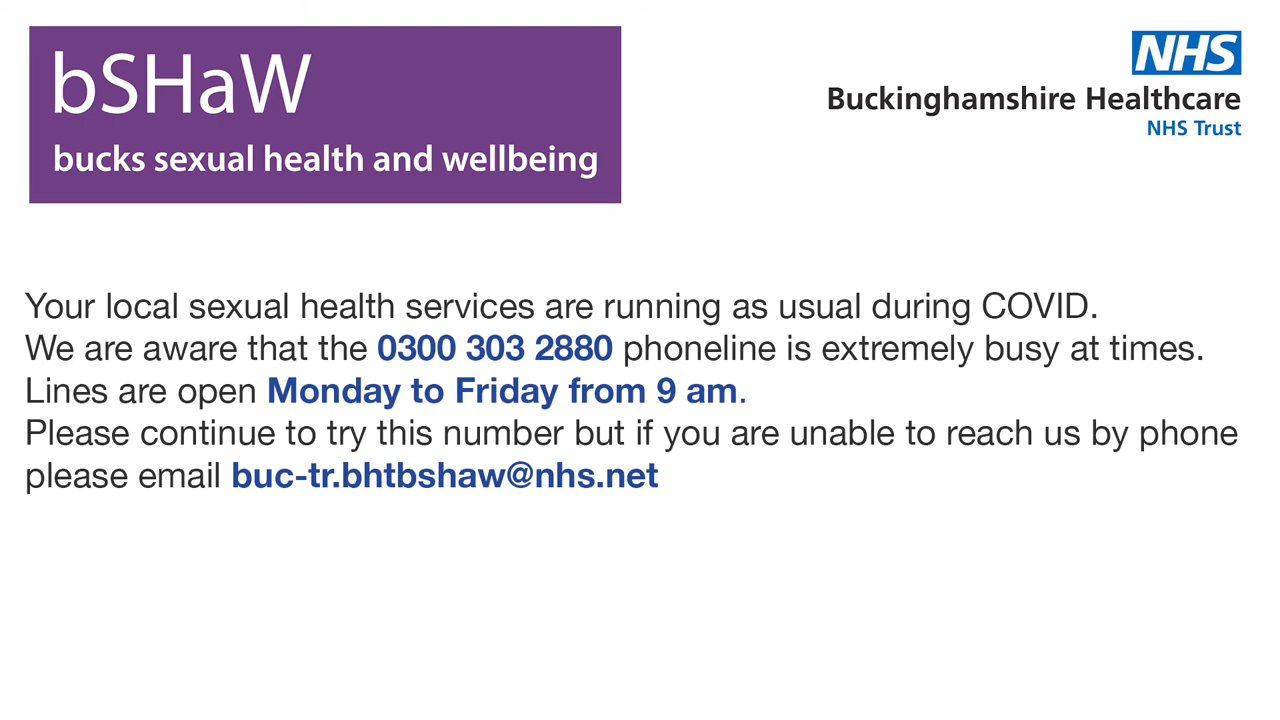 bSHaW
bucks sexual health and wellbeing
NHS
Buckinghamshire Healthcare
NHS Trust
Your local sexual health services are running as usual during COVID.
We are aware that the 0300 303 2880 phoneline is extremely busy at times.
Lines are open Monday to Friday from 9 am.
Please continue to try this number but if you are unable to reach us by phone
please email buc-tr.bhtbshaw@nhs.net